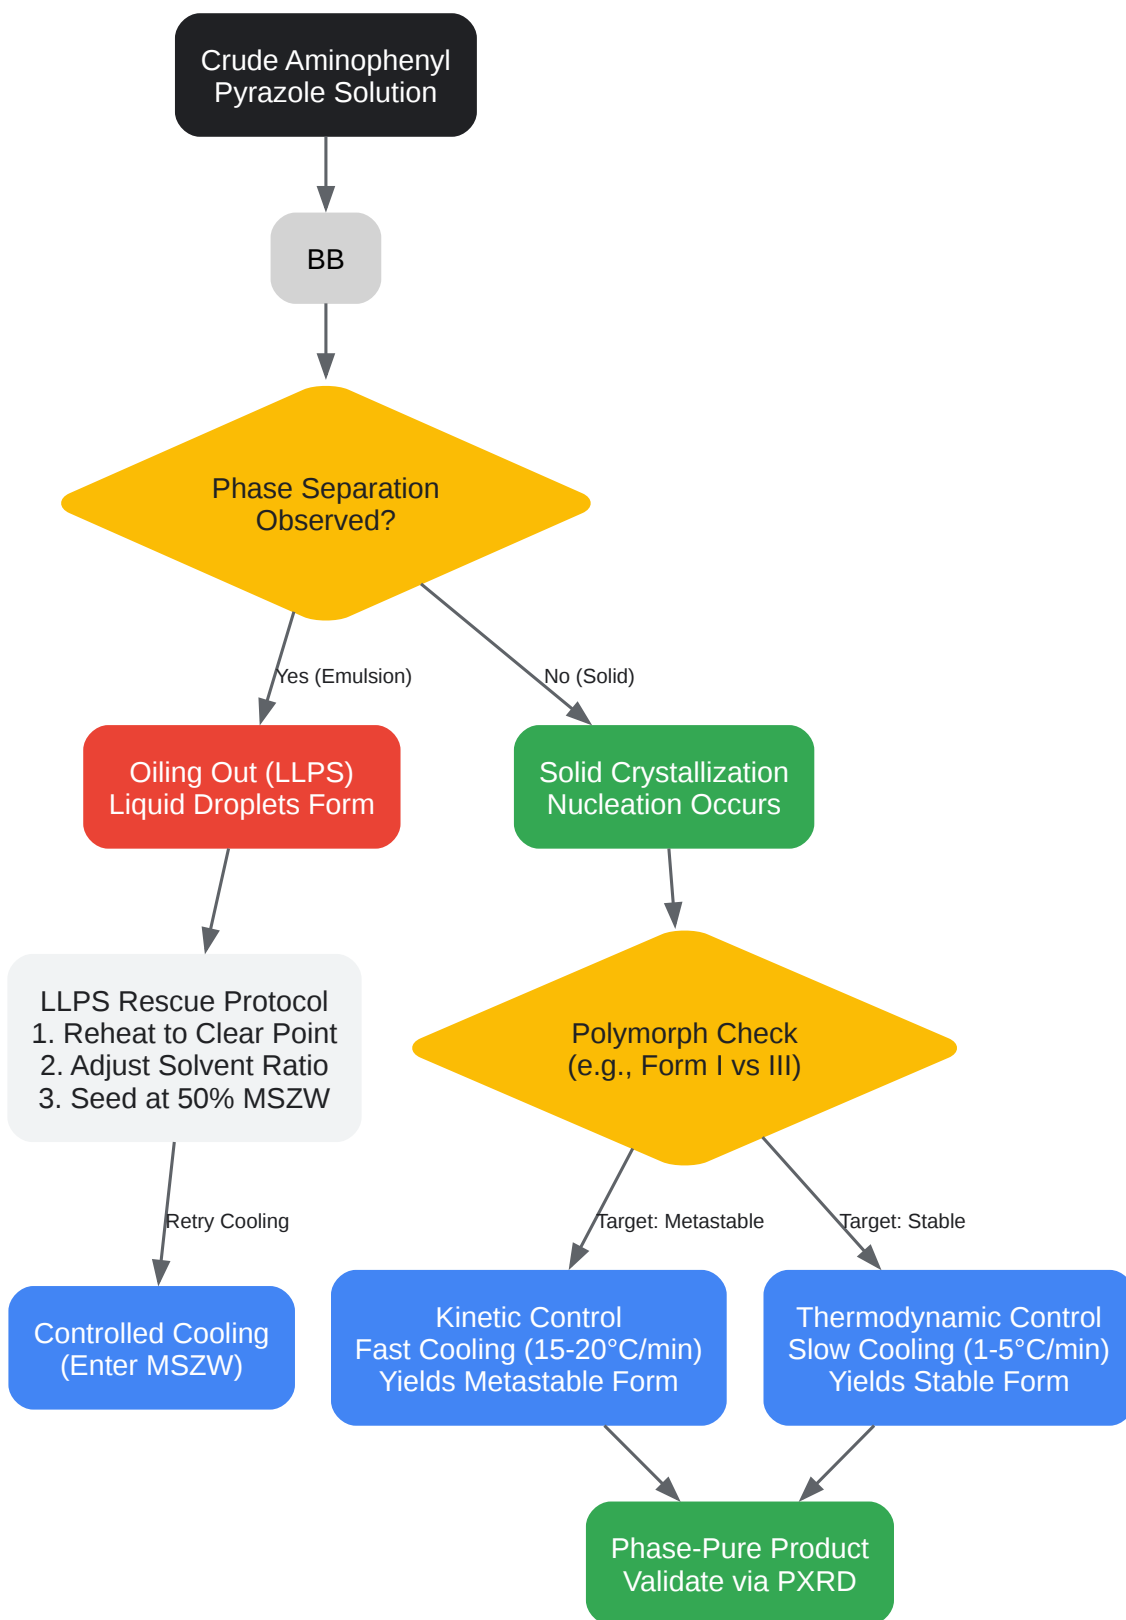 Crude Aminophenyl
Pyrazole Solution
BB
Phase Separation
Observed?
Yes (Emulsion)
No (Solid)
Oiling Out (LLPS)
Liquid Droplets Form
Solid Crystallization
Nucleation Occurs
LLPS Rescue Protocol
1. Reheat to Clear Point
2. Adjust Solvent Ratio
3. Seed at 50% MSZW
Polymorph Check
(e.g., Form I vs III)
Retry Cooling
Target: Metastable
Target: Stable
Controlled Cooling
(Enter MSZW)
Kinetic Control
Fast Cooling (15-20°C/min)
Yields Metastable Form
Thermodynamic Control
Slow Cooling (1-5°C/min)
Yields Stable Form
Phase-Pure Product
Validate via PXRD